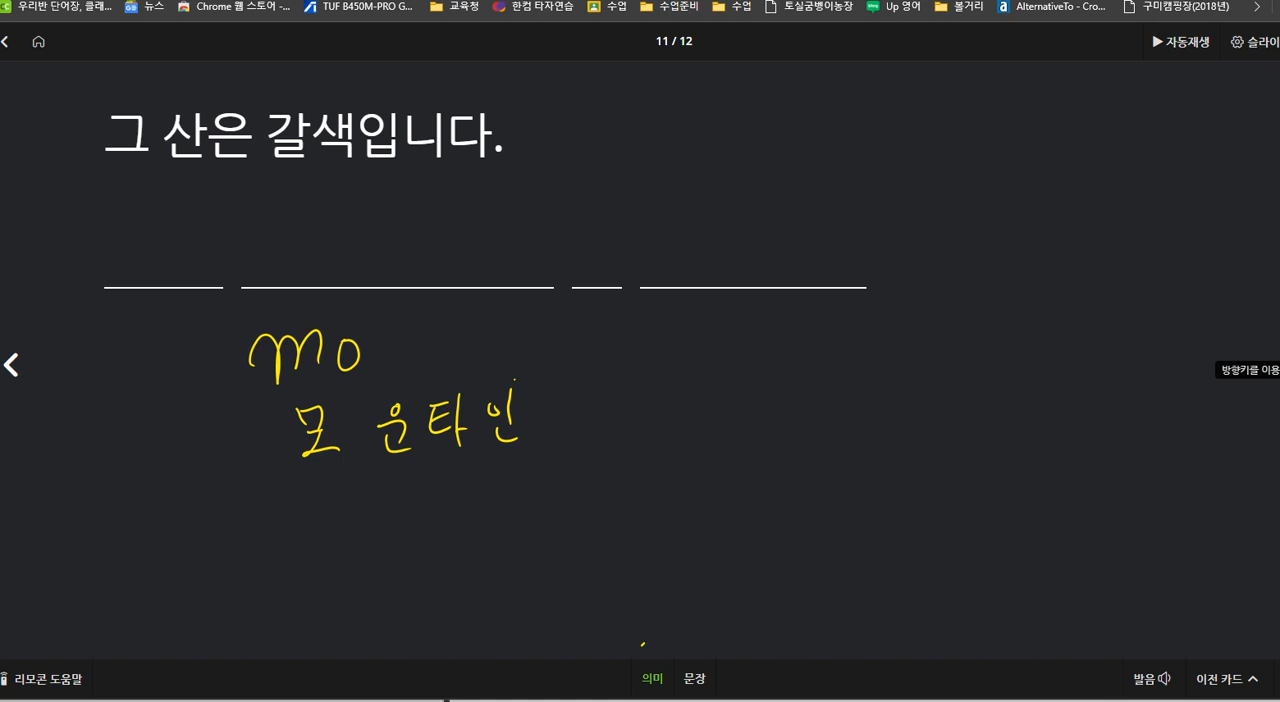 우리반 단어장, 클래... 뉴스 Chrome 웹 스토어 -... TUF B450M-PRO G... 교육청 한컴 타자연습 수업 수업준비 수업 토실굼벵이농장 Up 영어 볼거리 AlternativeTo - Cro... 구미캠핑장(2018년)
11 / 12 자동재생 슬라이
그 산은 갈색입니다.
방향키를 이용
mo
모 운타인
리모콘 도움말 의미 문장 발음 이전 카드